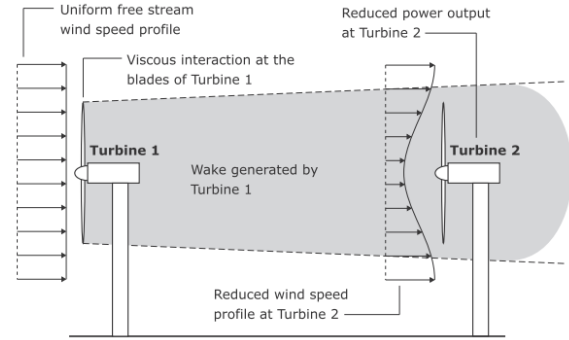 Uniform free stream
wind speed profile
Reduced power output
at Turbine 2
Viscous interaction at the
blades of Turbine 1
Turbine 1
Turbine 2
Wake generated by
Turbine 1
Reduced wind speed
profile at Turbine 2